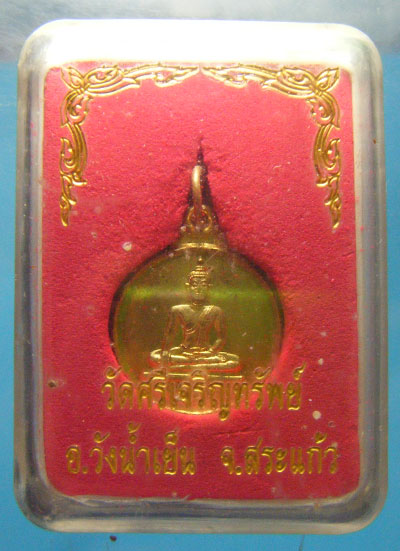 วัดศรีเจริญทรัพย์
อ.วังน้ำเย็น จ.สระแก้ว